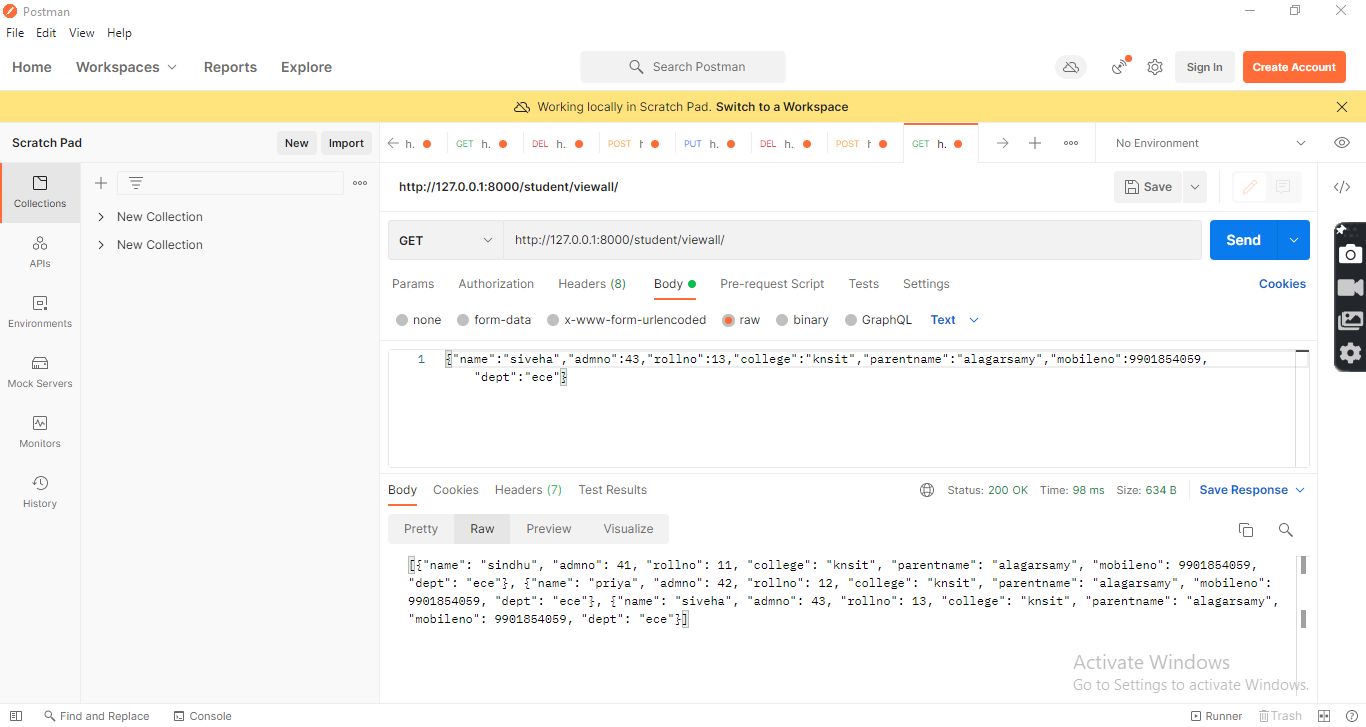 Postman
File Edit View Help
Home Workspaces Reports Explore
Search Postman
Sign In
Create Account
Working locally in Scratch Pad. Switch to a Workspace
Scratch Pad
New
Import
h.
GET h.
DEL h.
POST h
PUT h.
DEL h.
POST h
GET h.
No Environment
Collections
APIs
Environments
Mock Servers
Monitors
History
New Collection
New Collection
http://127.0.0.1:8000/student/viewall/
Save
GET
http://127.0.0.1:8000/student/viewall/
Send
Params Authorization Headers (8) Body Pre-request Script Tests Settings
Cookies
none form-data x-www-form-urlencoded raw binary GraphQL Text
1 {"name":"siveha","admno":43,"rollno":13,"college":"knsit","parentname":"alagarsamy","mobileno":9901854059,
"dept":"ece"}
Body Cookies Headers (7) Test Results
Status: 200 OK Time: 98 ms Size: 634 B
Save Response
Pretty Raw Preview Visualize
[{"name": "sindhu", "admno": 41, "rollno": 11, "college": "knsit", "parentname": "alagarsamy", "mobileno": 9901854059,
"dept": "ece"}, {"name": "priya", "admno": 42, "rollno": 12, "college": "knsit", "parentname": "alagarsamy", "mobileno":
9901854059, "dept": "ece"}, {"name": "siveha", "admno": 43, "rollno": 13, "college": "knsit", "parentname": "alagarsamy",
"mobileno": 9901854059, "dept": "ece"}]
Activate Windows
Go to Settings to activate Windows.
Find and Replace
Console
Runner
Trash